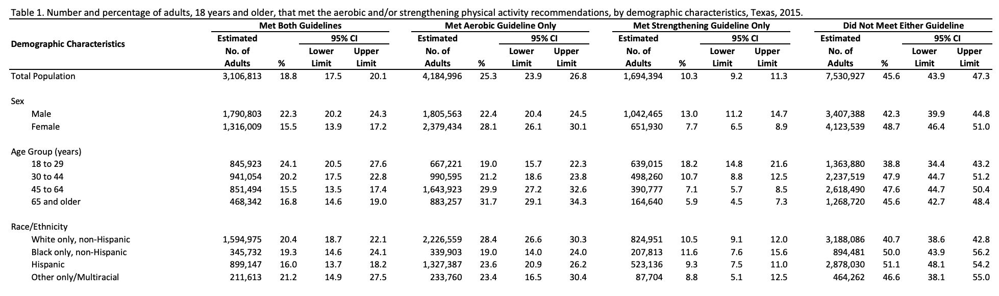 Table 1. Number and percentage of adults, 18 years and older, that met the aerobic and/or strengthening physical activity recommendations, by demographic characteristics, Texas, 2015.
Met Both Guidelines Met Aerobic Guideline Only Met Strengthening Guideline Only Did Not Meet Either Guideline
Demographic Characteristics
Estimated 95% CI Estimated 95% CI Estimated 95% CI Estimated 95% CI
No. of Lower Upper No. of Lower Upper No. of Lower Upper No. of Lower Upper
Adults % Limit Limit Adults % Limit Limit Adults % Limit Limit Adults % Limit Limit
Total Population 3,106,813 18.8 17.5 20.1 4,184,996 25.3 23.9 26.8 1,694,394 10.3 9.2 11.3 7,530,927 45.6 43.9 47.3
Sex
Male 1,790,803 22.3 20.2 24.3 1,805,563 22.4 20.4 24.5 1,042,465 13.0 11.2 14.7 3,407,388 42.3 39.9 44.8
Female 1,316,009 15.5 13.9 17.2 2,379,434 28.1 26.1 30.1 651,930 7.7 6.5 8.9 4,123,539 48.7 46.4 51.0
Age Group (years)
18 to 29 845,923 24.1 20.5 27.6 667,221 19.0 15.7 22.3 639,015 18.2 14.8 21.6 1,363,880 38.8 34.4 43.2
30 to 44 941,054 20.2 17.5 22.8 990,595 21.2 18.6 23.8 498,260 10.7 8.8 12.5 2,237,519 47.9 44.7 51.2
45 to 64 851,494 15.5 13.5 17.4 1,643,923 29.9 27.2 32.6 390,777 7.1 5.7 8.5 2,618,490 47.6 44.7 50.4
65 and older 468,342 16.8 14.6 19.0 883,257 31.7 29.1 34.3 164,640 5.9 4.5 7.3 1,268,720 45.6 42.7 48.4
Race/Ethnicity
White only, non-Hispanic 1,594,975 20.4 18.7 22.1 2,226,559 28.4 26.6 30.3 824,951 10.5 9.1 12.0 3,188,086 40.7 38.6 42.8
Black only, non-Hispanic 345,732 19.3 14.6 24.1 339,903 19.0 14.0 24.0 207,813 11.6 7.6 15.6 894,481 50.0 43.9 56.2
Hispanic 899,147 16.0 13.7 18.2 1,327,387 23.6 20.9 26.2 523,136 9.3 7.5 11.0 2,878,030 51.1 48.1 54.2
Other only/Multiracial 211,613 21.2 14.9 27.5 233,760 23.4 16.5 30.4 87,704 8.8 5.1 12.5 464,262 46.6 38.1 55.0